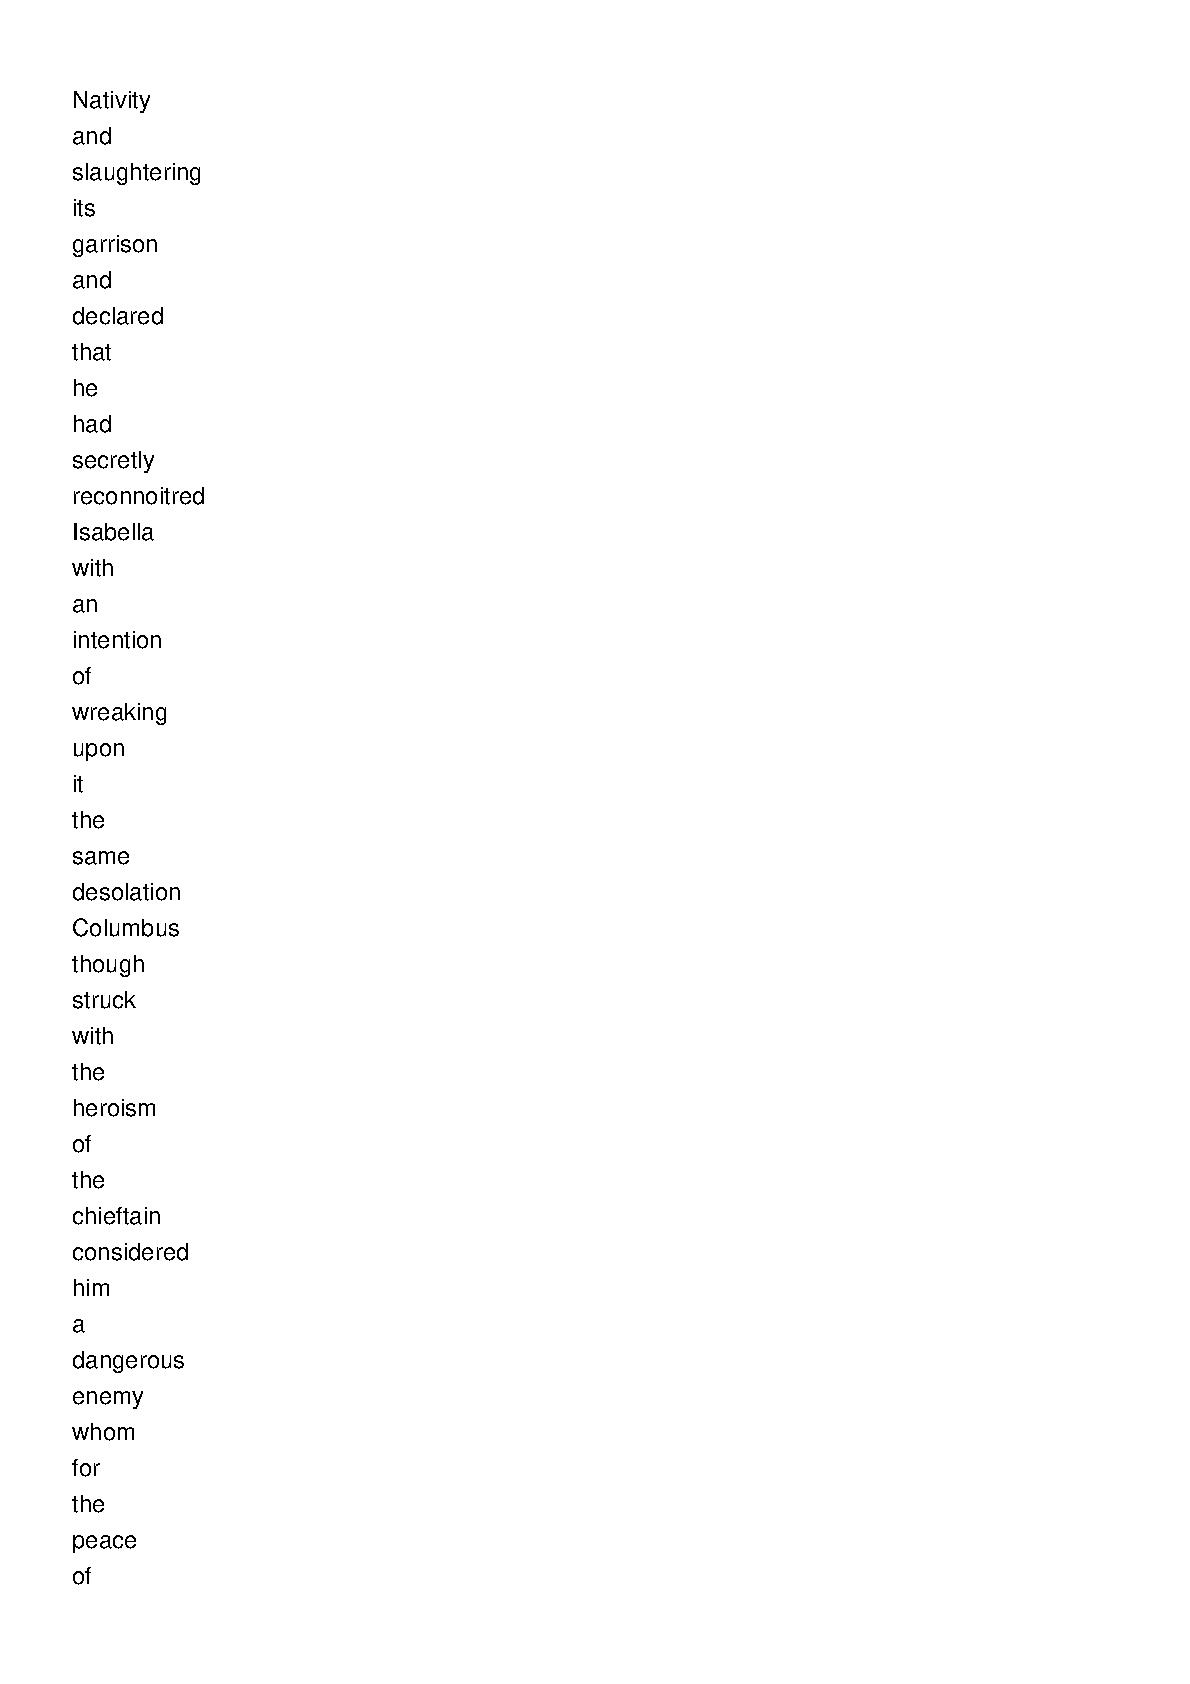 Nativity
and
slaughtering
its
garrison
and
declared
that
he
had
secretly
reconnoitred
Isabella
with
an
intention
of
wreaking
upon
it
the
same
desolation
Columbus
though
struck
with
the
heroism
of
the
chieftain
considered
him
a
dangerous
enemy
whom
for
the
peace
of